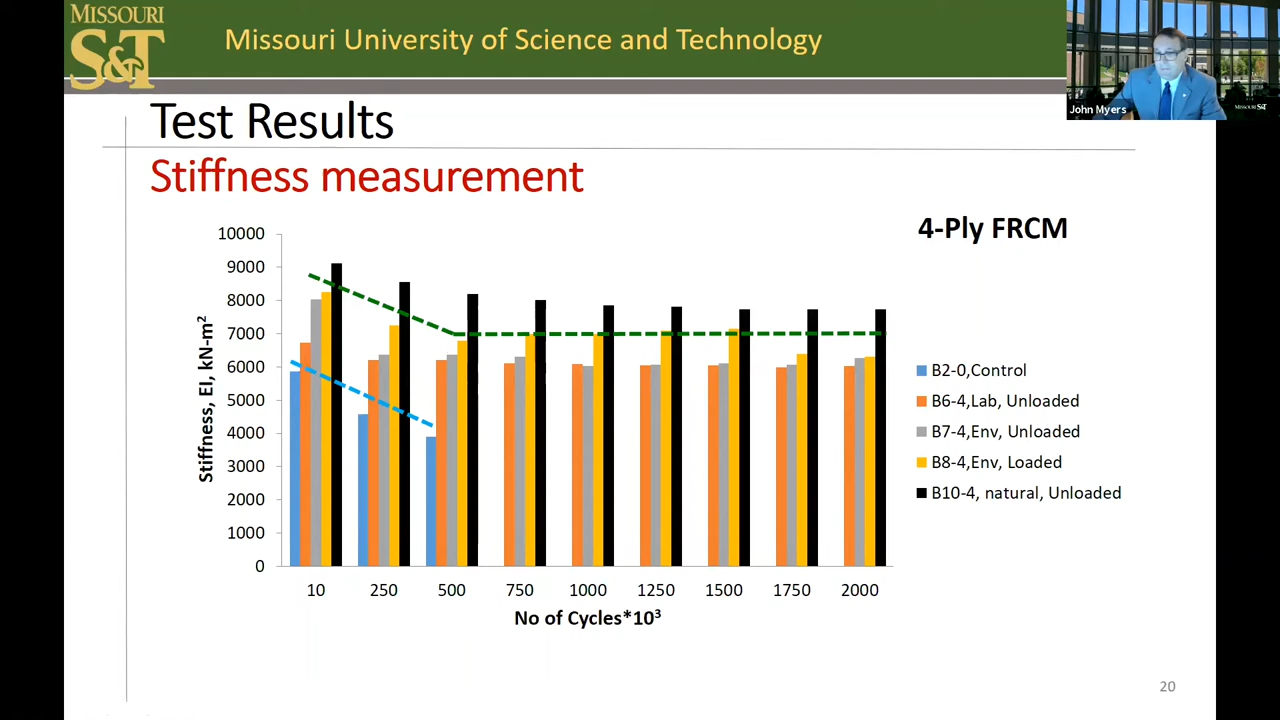 MISSOURI
S&T
Missouri University of Science and Technology
John Myers
MISSOURI S&T
Test Results
Stiffness measurement
4-Ply FRCM
Stiffness, EI, kN-m²
10000
9000
8000
7000
6000
5000
4000
3000
2000
1000
0
10 250 500 750 1000 1250 1500 1750 2000
No of Cycles*10³
B2-0,Control
B6-4,Lab, Unloaded
B7-4,Env, Unloaded
B8-4,Env, Loaded
B10-4, natural, Unloaded
20